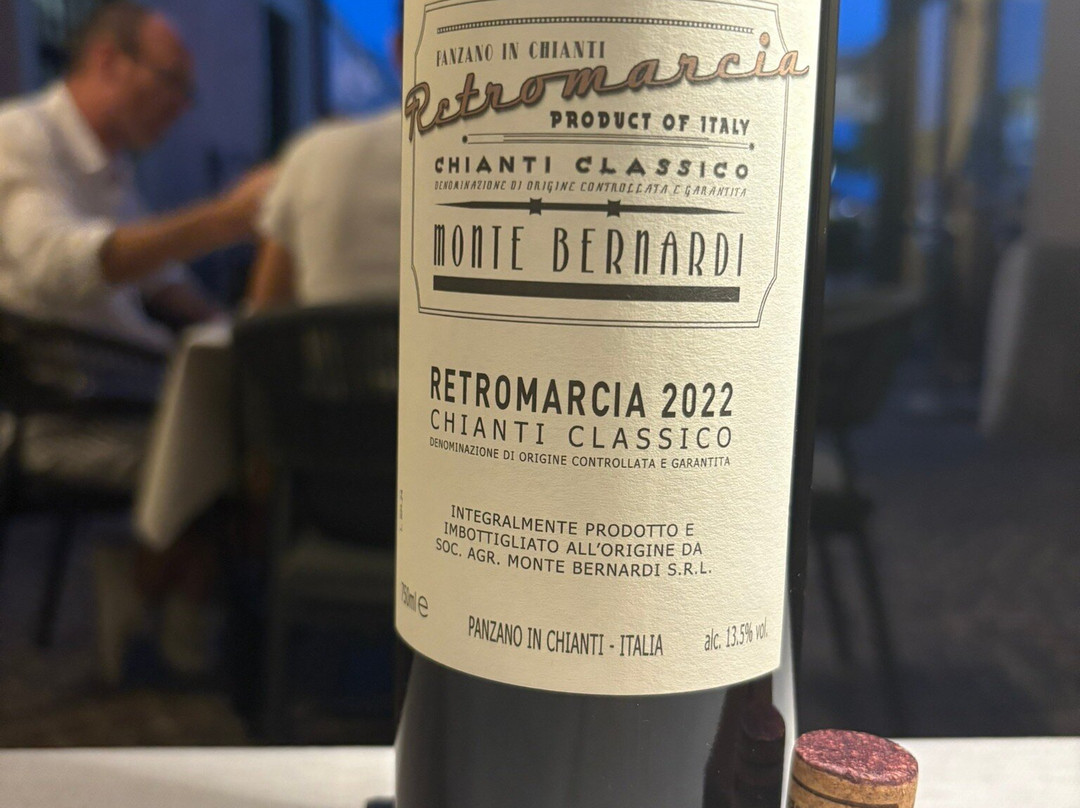 PANZANO IN CHIANTI
Retromarcia
PRODUCT OF ITALY
CHIANTI CLASSICO
DENOMINAZIONE DI ORIGINE CONTROLLATA E GARANTITA
MONTE BERNARDI
RETROMARCIA 2022
CHIANTI CLASSICO
DENOMINAZIONE DI ORIGINE CONTROLLATA E GARANTITA
INTEGRALMENTE PRODOTTO E
IMBOTTIGLIATO ALL'ORIGINE DA
SOC. AGR. MONTE BERNARDI S.R.L.
750ml e
PANZANO IN CHIANTI - ITALIA alc. 13.5% vol.